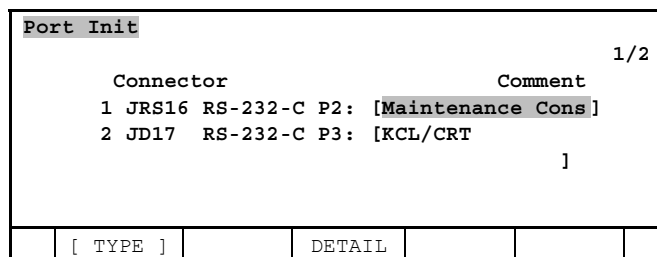 Port Init
1/2
Connector Comment
1 JRS16 RS-232-C P2: [Maintenance Cons]
2 JD17 RS-232-C P3: [KCL/CRT
]
[ TYPE ] DETAIL